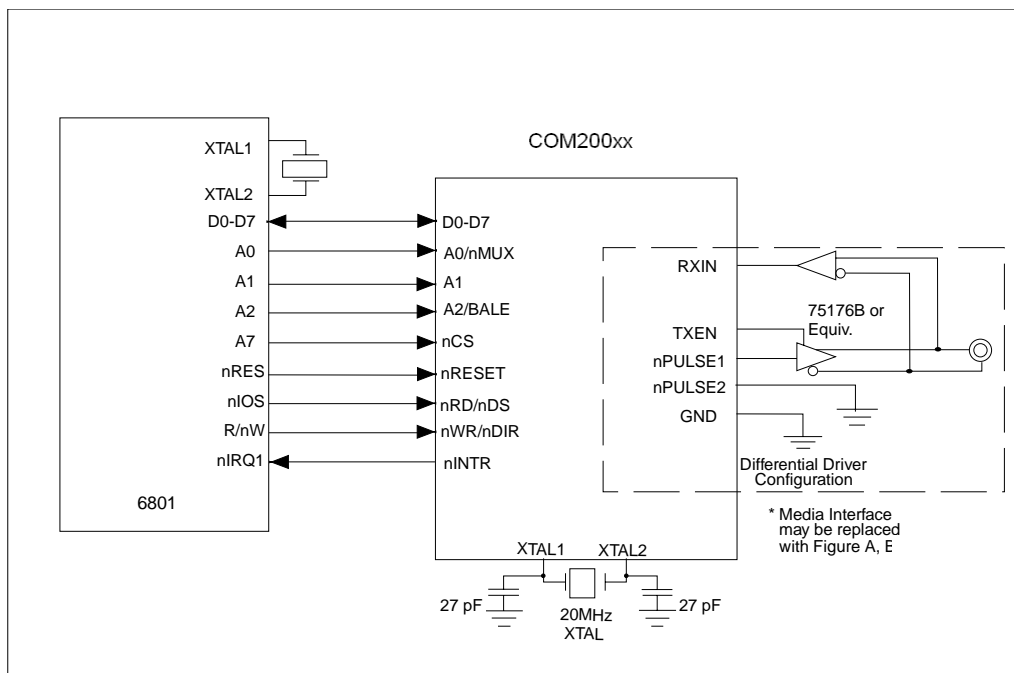 COM200xx
XTAL1
XTAL2
D0-D7
A0
A1
A2
A7
nRES
nIOS
R/nW
nIRQ1
6801
D0-D7
A0/nMUX
A1
A2/BALE
nCS
nRESET
nRD/nDS
nWR/nDIR
nINTR
RXIN
TXEN
nPULSE1
nPULSE2
GND
75176B or
Equiv.
Differential Driver
Configuration
* Media Interface
may be replaced
with Figure A,
XTAL1
XTAL2
27 pF
20MHz
XTAL
27 pF